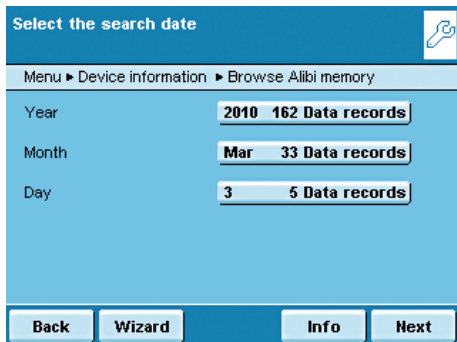 Select the search date
Menu ▸ Device information ▸ Browse Alibi memory
Year 2010 162 Data records
Month Mar 33 Data records
Day 3 5 Data records
Back Wizard Info Next